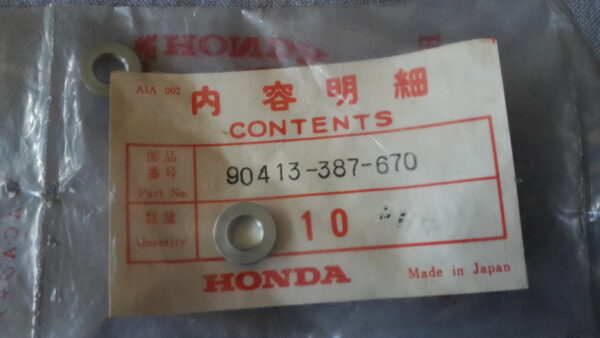 HONDA
A1A 002
内容明細
CONTENTS
部品
番号
Part No.
90413-387-670
数量
Quantity
10
HONDA
Made in Japan